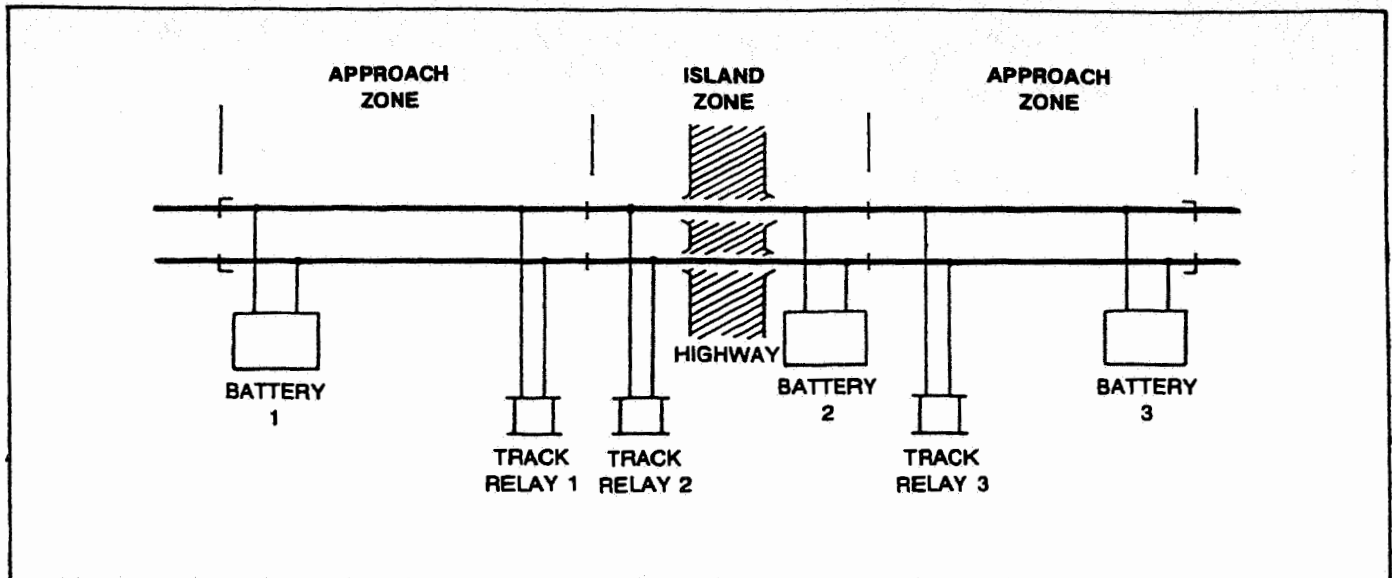 APPROACH
ZONE
ISLAND
ZONE
APPROACH
ZONE
HIGHWAY
BATTERY
1
BATTERY
2
BATTERY
3
TRACK
RELAY 1
TRACK
RELAY 2
TRACK
RELAY 3